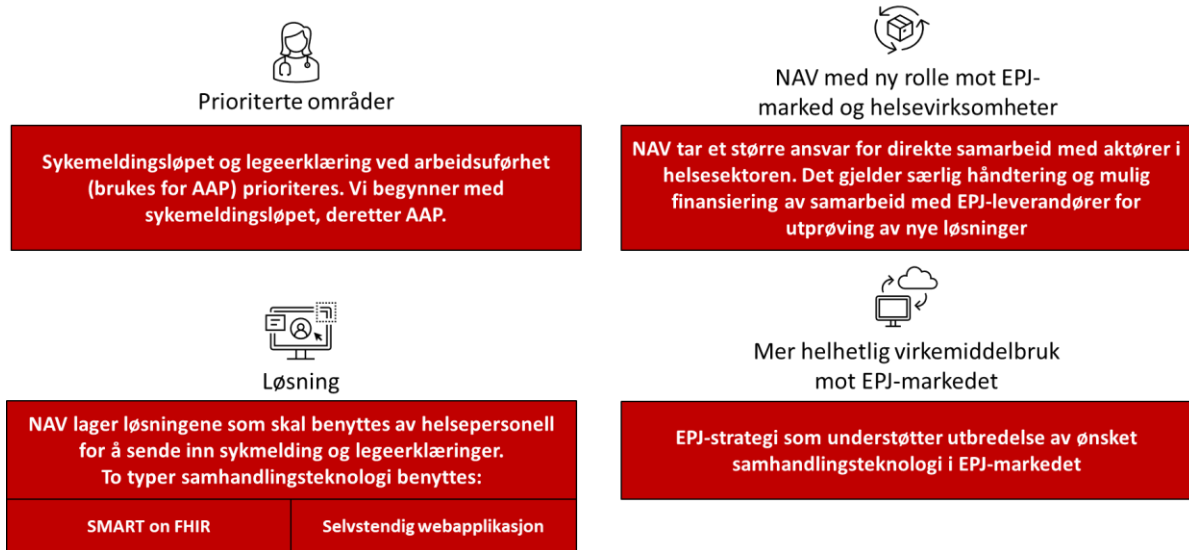 Prioriterte områder
Sykemeldingsløpet og legeerklæring ved arbeidsuførhet
(brukes for AAP) prioriteres. Vi begynner med
sykemeldingsløpet, deretter AAP.
NAV med ny rolle mot EPJ-
marked og helsevirksomheter
NAV tar et større ansvar for direkte samarbeid med aktører i
helsesektoren. Det gjelder særlig håndtering og mulig
finansiering av samarbeid med EPJ-leverandører for
utprøving av nye løsninger
Løsning
NAV lager løsningene som skal benyttes av helsepersonell
for å sende inn sykmelding og legeerklæringer.
To typer samhandlingsteknologi benyttes:
SMART on FHIR
Selvstendig webapplikasjon
Mer helhetlig virkemiddelbruk
mot EPJ-markedet
EPJ-strategi som understøtter utbredelse av ønsket
samhandlingsteknologi i EPJ-markedet